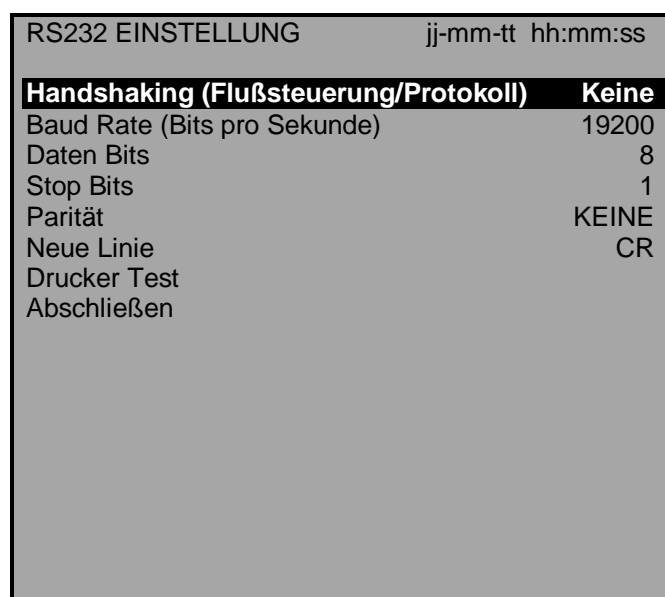 RS232 EINSTELLUNG jj-mm-tt hh:mm:ss
Handshaking (Flußsteuerung/Protokoll) Keine
Baud Rate (Bits pro Sekunde) 19200
Daten Bits 8
Stop Bits 1
Parität KEINE
Neue Linie CR
Drucker Test
Abschließen